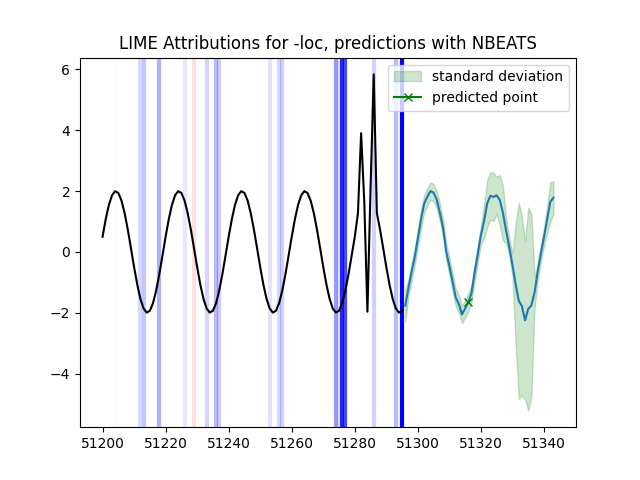 LIME Attributions for -loc, predictions with NBEATS
standard deviation
predicted point
6
4
2
0
−2
−4
51200 51220 51240 51260 51280 51300 51320 51340